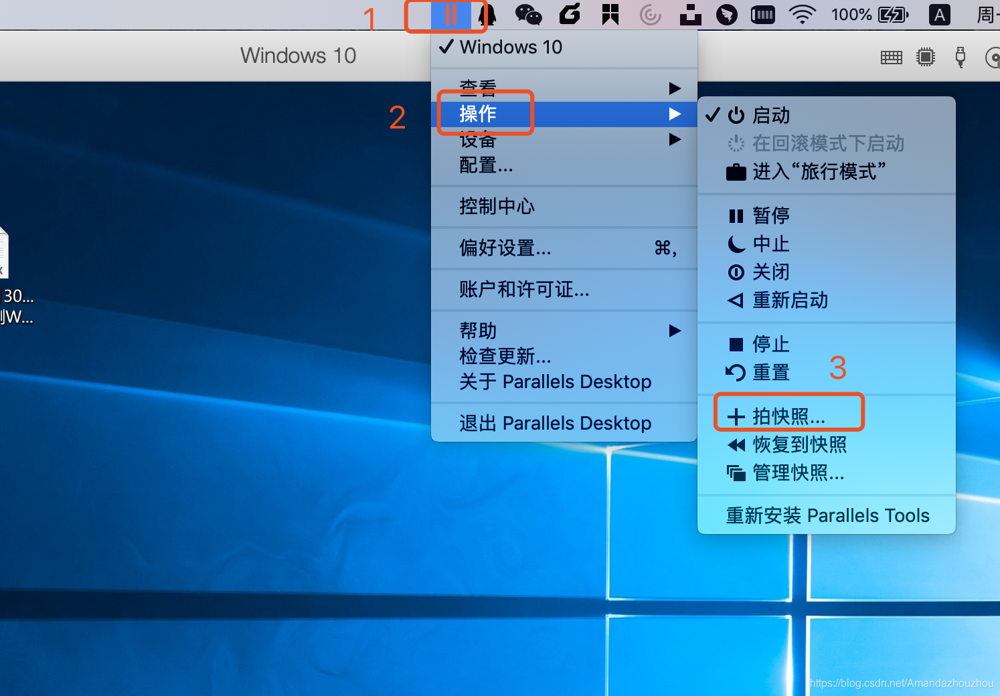 1
100%
A
周一
Windows 10
Windows 10
查看
2
操作
设备
配置...
控制中心
偏好设置...
⌘,
账户和许可证...
帮助
检查更新...
关于 Parallels Desktop
退出 Parallels Desktop
启动
在回滚模式下启动
进入“旅行模式”
暂停
中止
关闭
重新启动
停止
重置
3
拍快照...
恢复到快照
管理快照...
重新安装 Parallels Tools
130...
W...
https://blog.csdn.net/Amandazhouzhou